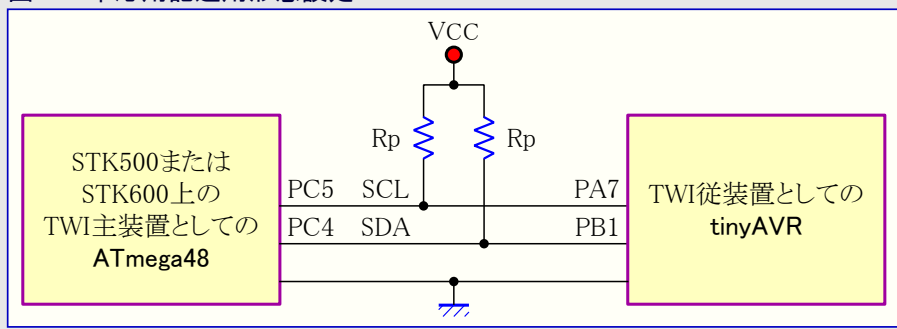 VCC
Rp
Rp
STK500または
STK600上の
TWI主装置としての
ATmega48
PC5 SCL
PC4 SDA
PA7
PB1
TWI従装置としての
tinyAVR